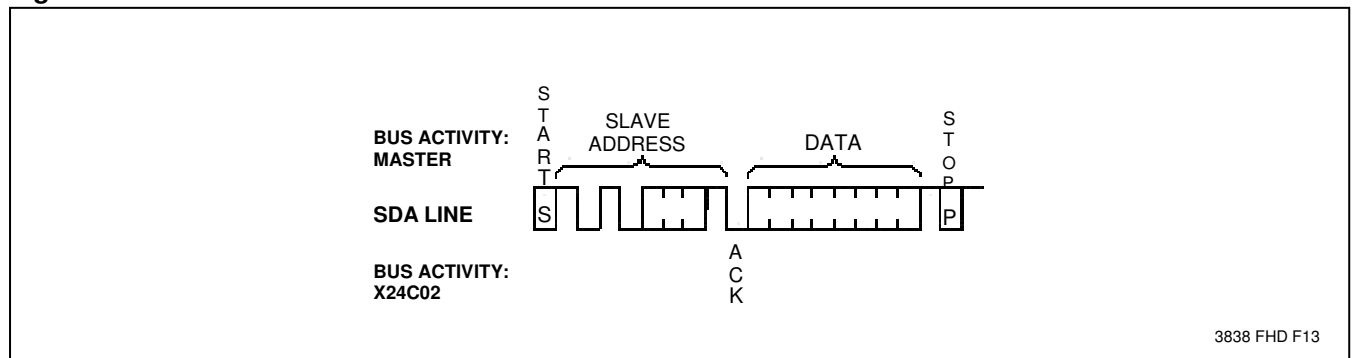 START
SLAVE
ADDRESS
DATA
STOP
BUS ACTIVITY:
MASTER
SDA LINE
S
P
BUS ACTIVITY:
X24C02
ACK
3838 FHD F13